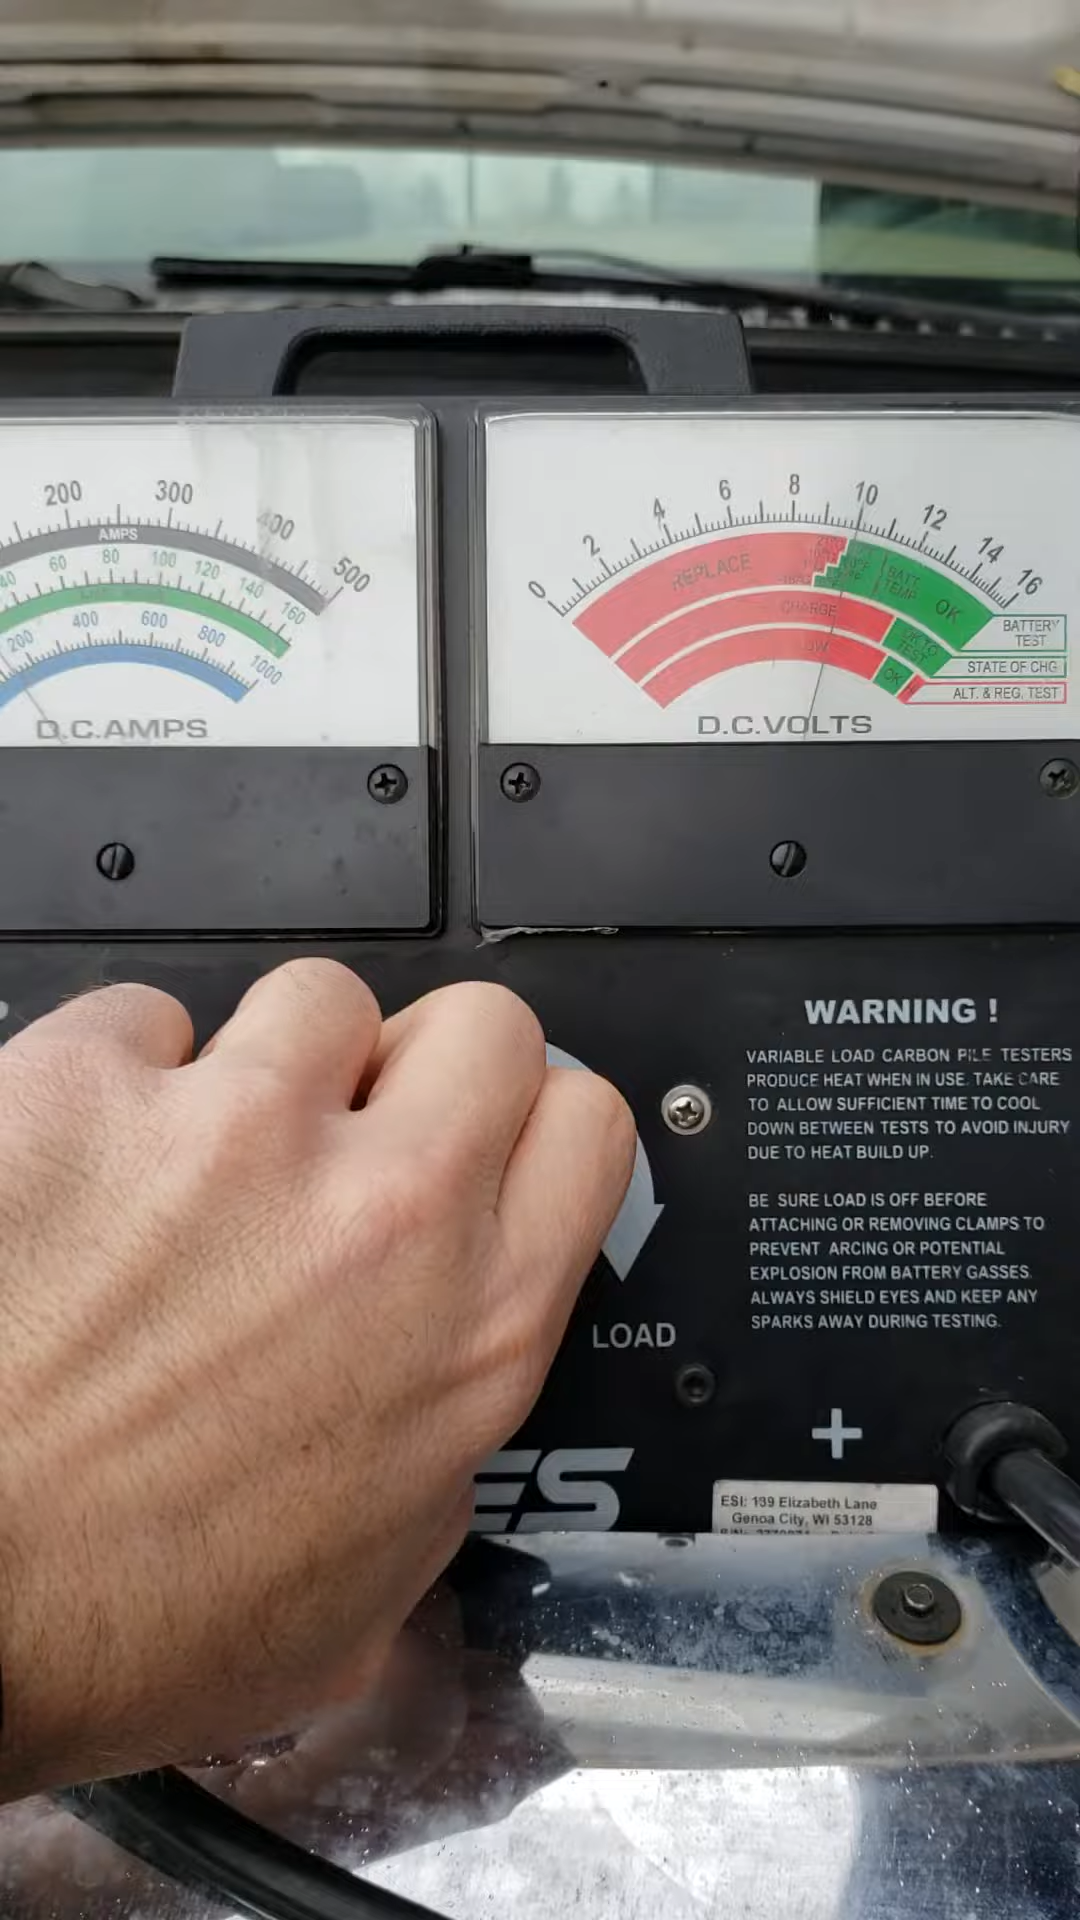 200 300 400 500
AMPS
40 60 80 100 120 140 160
200 400 600 800 1000
D.C.AMPS
0 2 4 6 8 10 12 14 16
REPLACE
BATT.
TEMP
OK
BATTERY
TEST
CHARGE
OK TO
TEST
STATE OF CHG
OK
ALT. & REG. TEST
D.C.VOLTS
WARNING !
VARIABLE LOAD CARBON PILE TESTERS
PRODUCE HEAT WHEN IN USE. TAKE CARE
TO ALLOW SUFFICIENT TIME TO COOL
DOWN BETWEEN TESTS TO AVOID INJURY
DUE TO HEAT BUILD UP.
BE SURE LOAD IS OFF BEFORE
ATTACHING OR REMOVING CLAMPS TO
PREVENT ARCING OR POTENTIAL
EXPLOSION FROM BATTERY GASSES.
ALWAYS SHIELD EYES AND KEEP ANY
SPARKS AWAY DURING TESTING.
LOAD
+
ES
ESI: 139 Elizabeth Lane
Genoa City, WI 53128